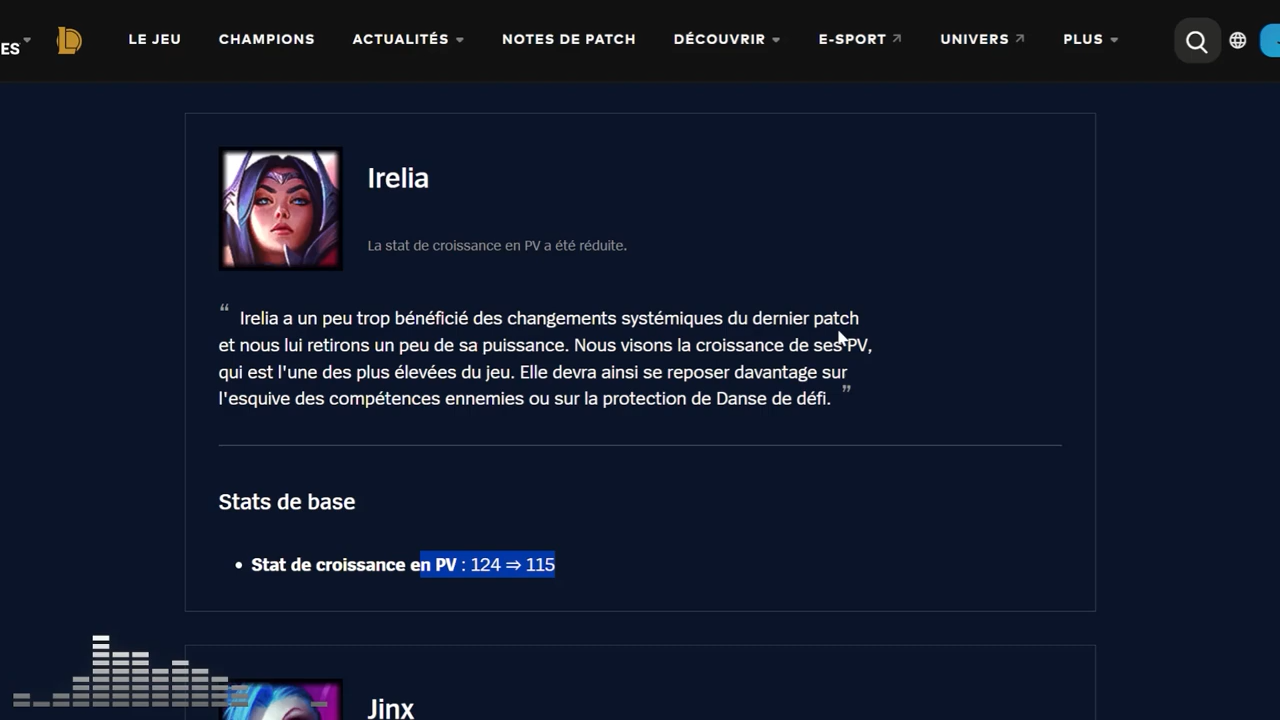 ES
LE JEU
CHAMPIONS
ACTUALITÉS
NOTES DE PATCH
DÉCOUVRIR
E-SPORT
UNIVERS
PLUS
Irelia
La stat de croissance en PV a été réduite.
“ Irelia a un peu trop bénéficié des changements systémiques du dernier patch
et nous lui retirons un peu de sa puissance. Nous visons la croissance de ses PV,
qui est l'une des plus élevées du jeu. Elle devra ainsi se reposer davantage sur
l'esquive des compétences ennemies ou sur la protection de Danse de défi. ”
Stats de base
• Stat de croissance en PV : 124 ⇒ 115
Jinx